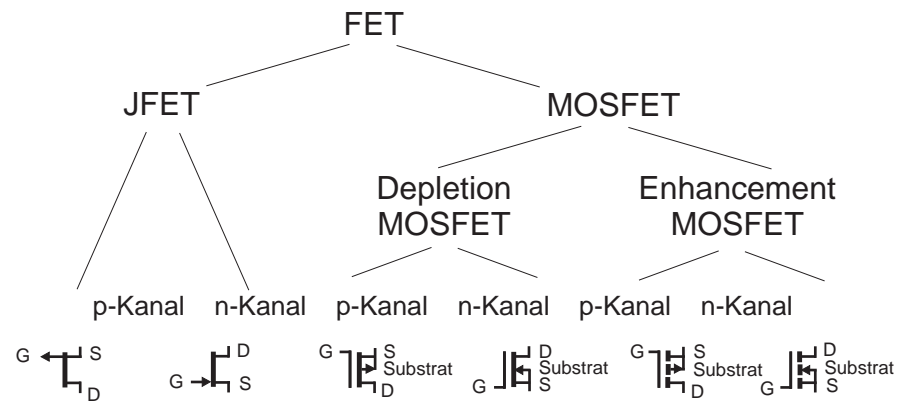 FET
JFET MOSFET
Depletion Enhancement
MOSFET MOSFET
p-Kanal n-Kanal p-Kanal n-Kanal p-Kanal n-Kanal
G S D G S D S G D
Substrat Substrat Substrat Substrat
G D G D S D G S